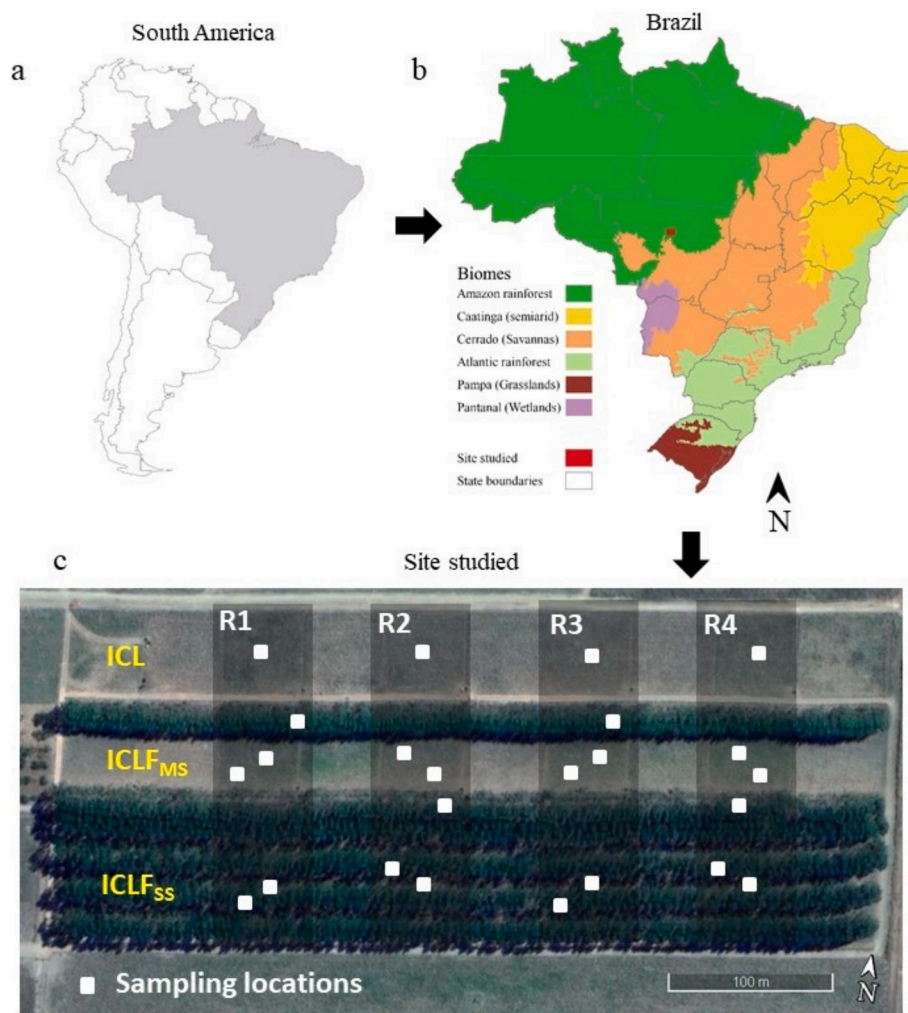 South America
Brazil
a
b
Biomes
Amazon rainforest
Caatinga (semiarid)
Cerrado (Savannas)
Atlantic rainforest
Pampa (Grasslands)
Pantanal (Wetlands)
Site studied
State boundaries
N
c
Site studied
R1
R2
R3
R4
ICL
ICLFMS
ICLFSS
Sampling locations
100 m
N